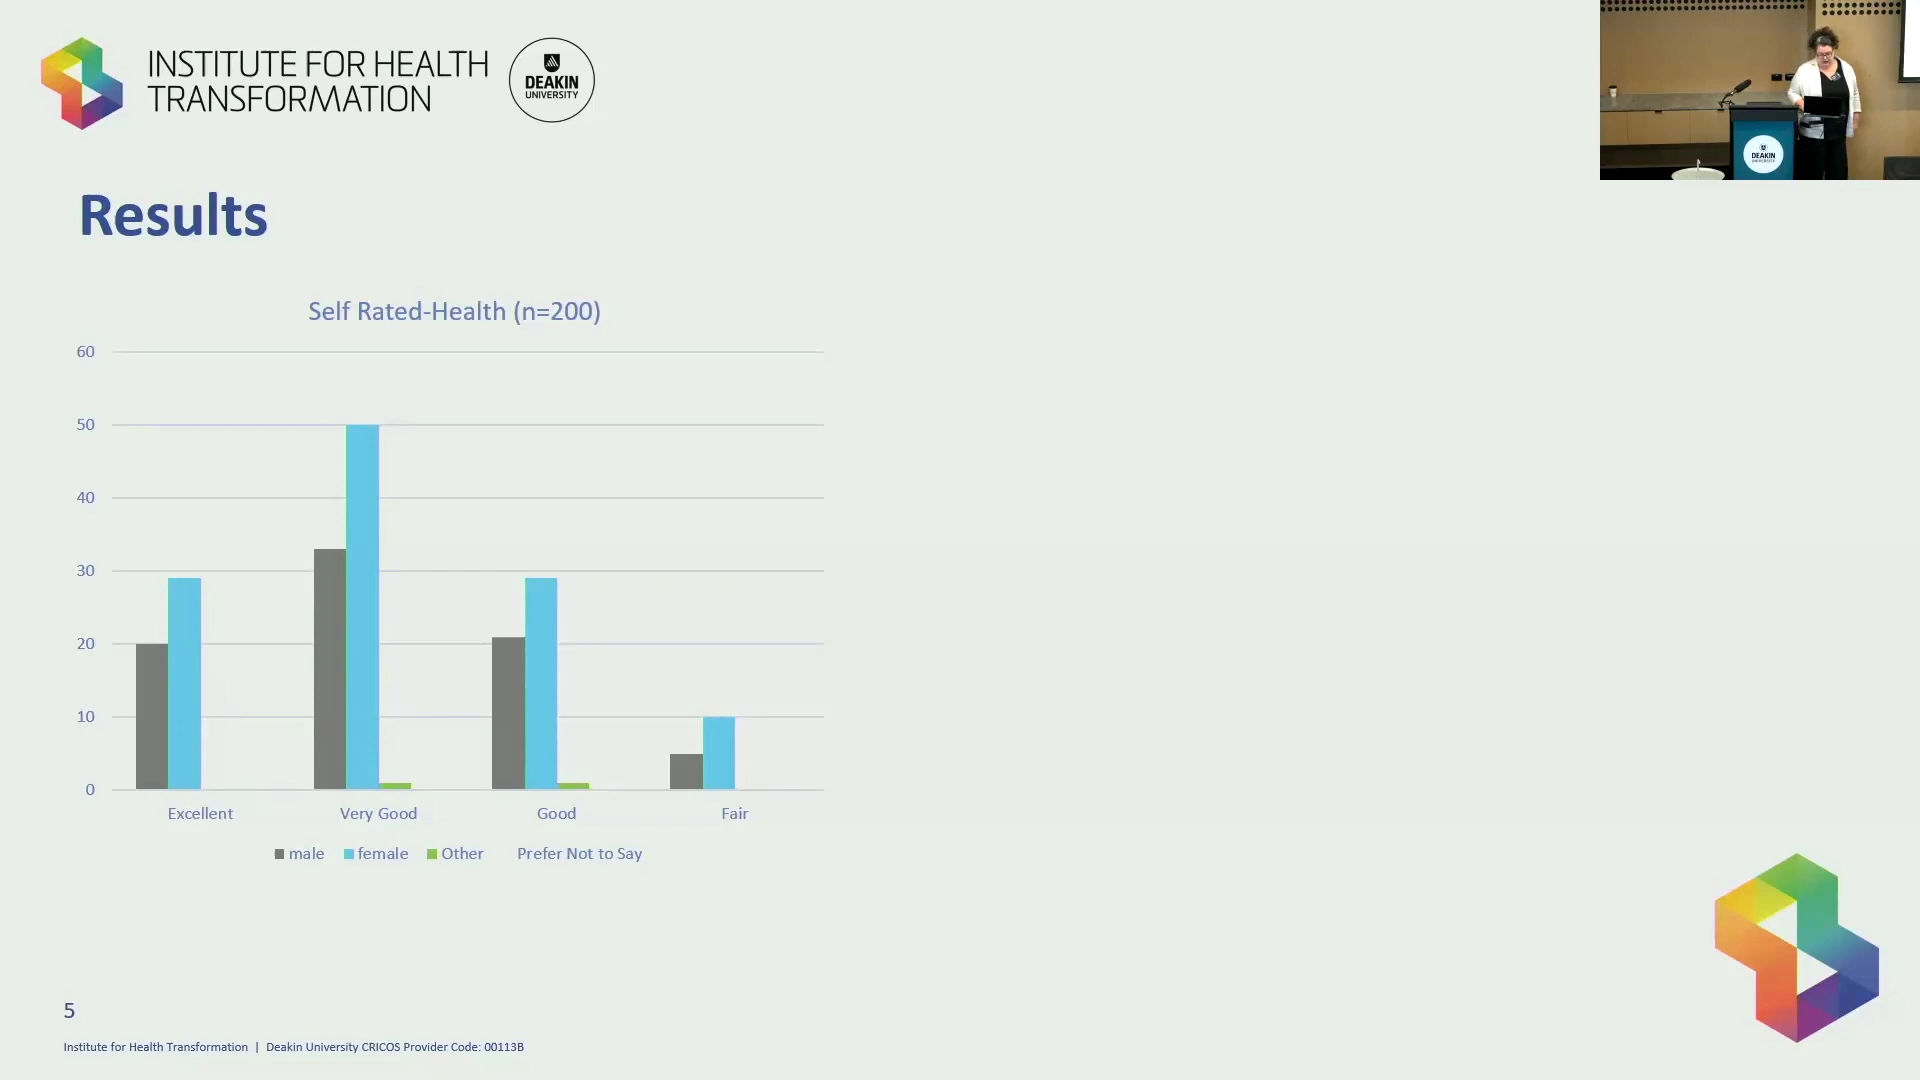 INSTITUTE FOR HEALTH
TRANSFORMATION
DEAKIN
UNIVERSITY
DEAKIN
UNIVERSITY
Results
Self Rated-Health (n=200)
60
50
40
30
20
10
0
Excellent Very Good Good Fair
male female Other Prefer Not to Say
5
Institute for Health Transformation | Deakin University CRICOS Provider Code: 00113B